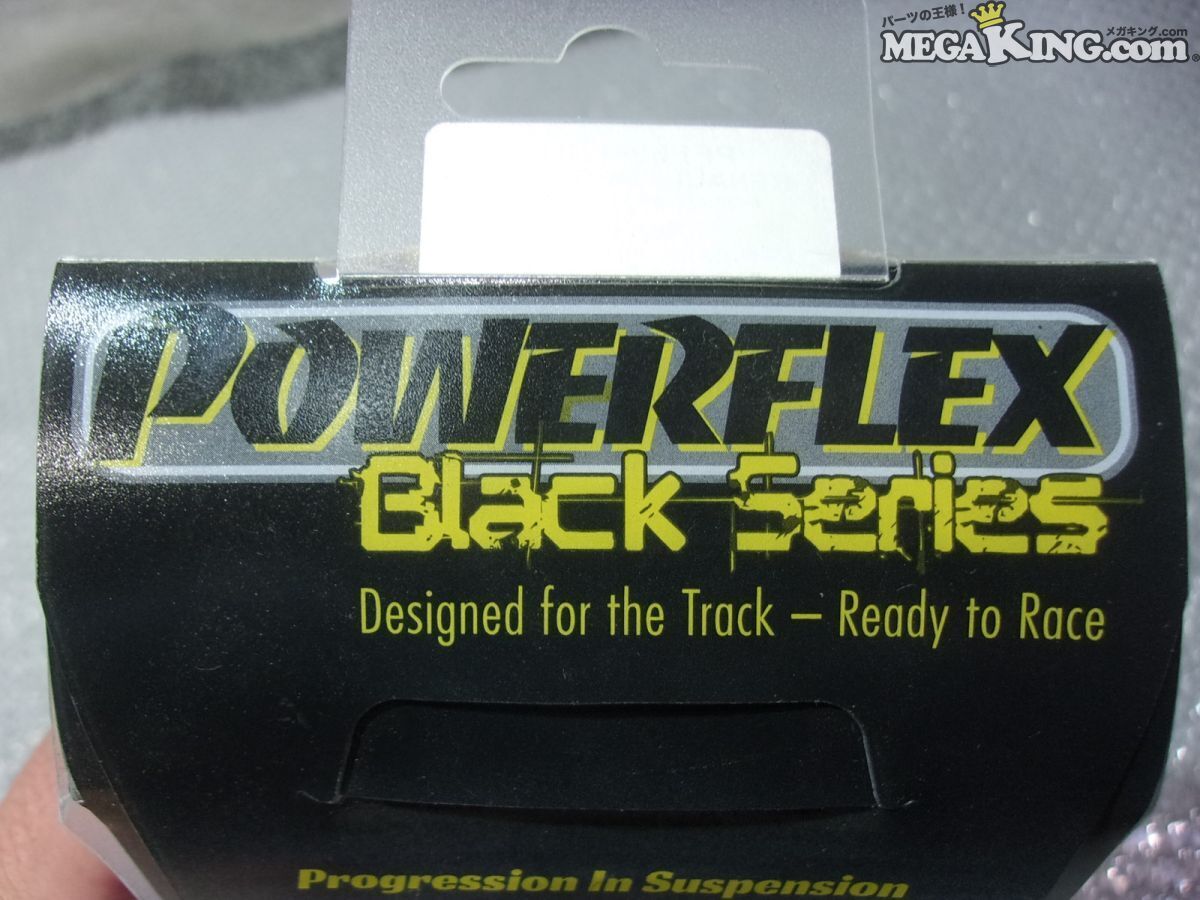 パーツの王様！
メガキング.com
MEGAKING.com®
POWERFLEX
Black Series
Designed for the Track – Ready to Race
Progression In Suspension